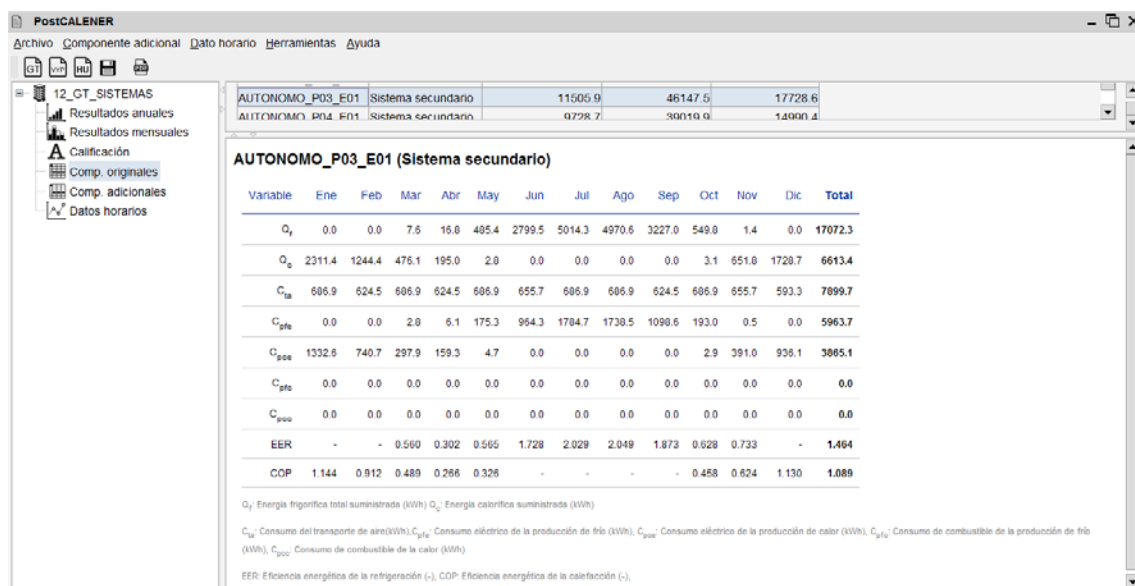 PostCALENER
Archivo Componente adicional Dato horario Herramientas Ayuda
GT VYP HU
12_GT_SISTEMAS
Resultados anuales
Resultados mensuales
Calificación
Comp. originales
Comp. adicionales
Datos horarios
AUTONOMO_P03_E01 Sistema secundario 11505.9 46147.5 17728.6
AUTONOMO_P04_E01 Sistema secundario 9728.7 39019.9 14990.4
AUTONOMO_P03_E01 (Sistema secundario)
Variable Ene Feb Mar Abr May Jun Jul Ago Sep Oct Nov Dic Total
Qf 0.0 0.0 7.6 16.8 485.4 2799.5 5014.3 4970.6 3227.0 549.8 1.4 0.0 17072.3
Qc 2311.4 1244.4 476.1 195.0 2.8 0.0 0.0 0.0 0.0 3.1 651.8 1728.7 6613.4
Cta 686.9 624.5 686.9 624.5 686.9 655.7 686.9 686.9 624.5 686.9 655.7 593.3 7899.7
Cpfe 0.0 0.0 2.8 6.1 175.3 964.3 1784.7 1738.5 1098.6 193.0 0.5 0.0 5963.7
Cpce 1332.6 740.7 297.9 159.3 4.7 0.0 0.0 0.0 0.0 2.9 391.0 936.1 3865.1
Cpfc 0.0 0.0 0.0 0.0 0.0 0.0 0.0 0.0 0.0 0.0 0.0 0.0 0.0
Cpcc 0.0 0.0 0.0 0.0 0.0 0.0 0.0 0.0 0.0 0.0 0.0 0.0 0.0
EER - - 0.560 0.302 0.565 1.728 2.029 2.049 1.873 0.628 0.733 - 1.464
COP 1.144 0.912 0.489 0.266 0.326 - - - - 0.458 0.624 1.130 1.089
Qf: Energía frigorífica total suministrada (kWh) Qc: Energía calorífica suministrada (kWh)
Cta: Consumo del transporte de aire(kWh),Cpfe: Consumo eléctrico de la producción de frío (kWh), Cpce: Consumo eléctrico de la producción de calor (kWh), Cpfc: Consumo de combustible de la producción de frío
(kWh), Cpcc: Consumo de combustible de la calor (kWh)
EER: Eficiencia energética de la refrigeración (-), COP: Eficiencia energética de la calefacción (-),